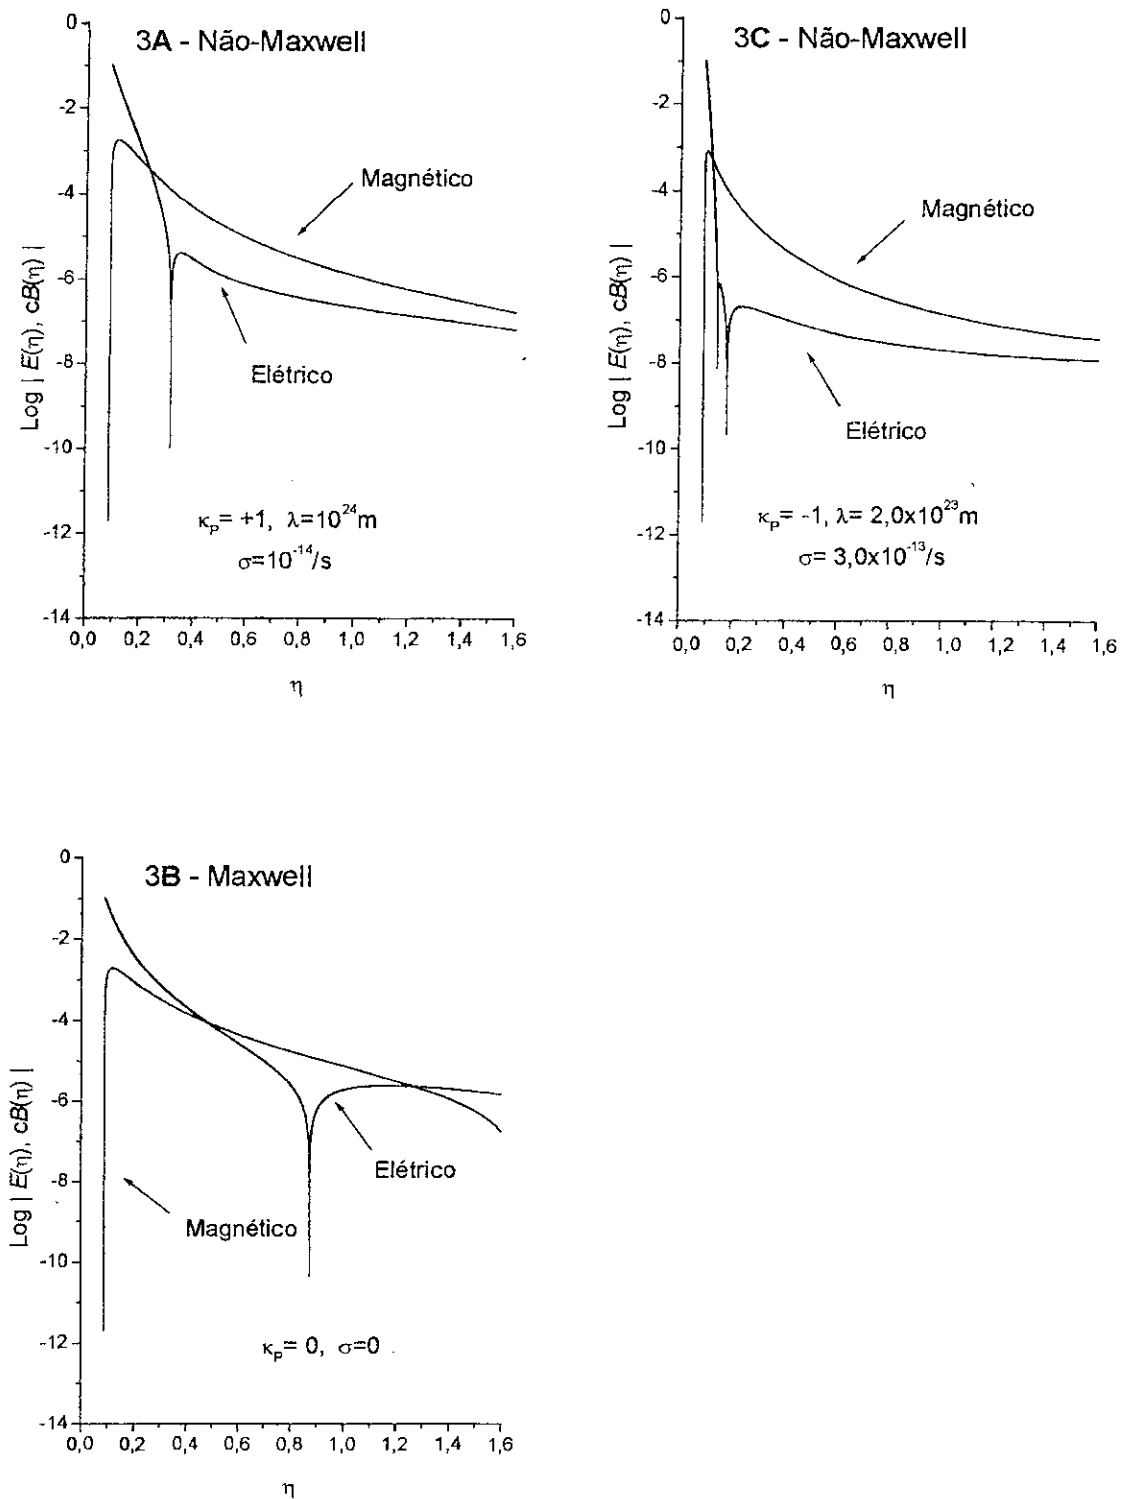 3A - Não-Maxwell
0
-2
-4
-6
-8
-10
-12
-14
Log | E(η), cB(η) |
Magnético
Elétrico
κₚ= +1, λ=10²⁴m
σ=10⁻¹⁴/s
0,0 0,2 0,4 0,6 0,8 1,0 1,2 1,4 1,6
η
3C - Não-Maxwell
0
-2
-4
-6
-8
-10
-12
-14
Log | E(η), cB(η) |
Magnético
Elétrico
κₚ= -1, λ= 2,0x10²³m
σ= 3,0x10⁻¹³/s
0,0 0,2 0,4 0,6 0,8 1,0 1,2 1,4 1,6
η
3B - Maxwell
0
-2
-4
-6
-8
-10
-12
-14
Log | E(η), cB(η) |
Elétrico
Magnético
κₚ= 0, σ=0
0,0 0,2 0,4 0,6 0,8 1,0 1,2 1,4 1,6
η